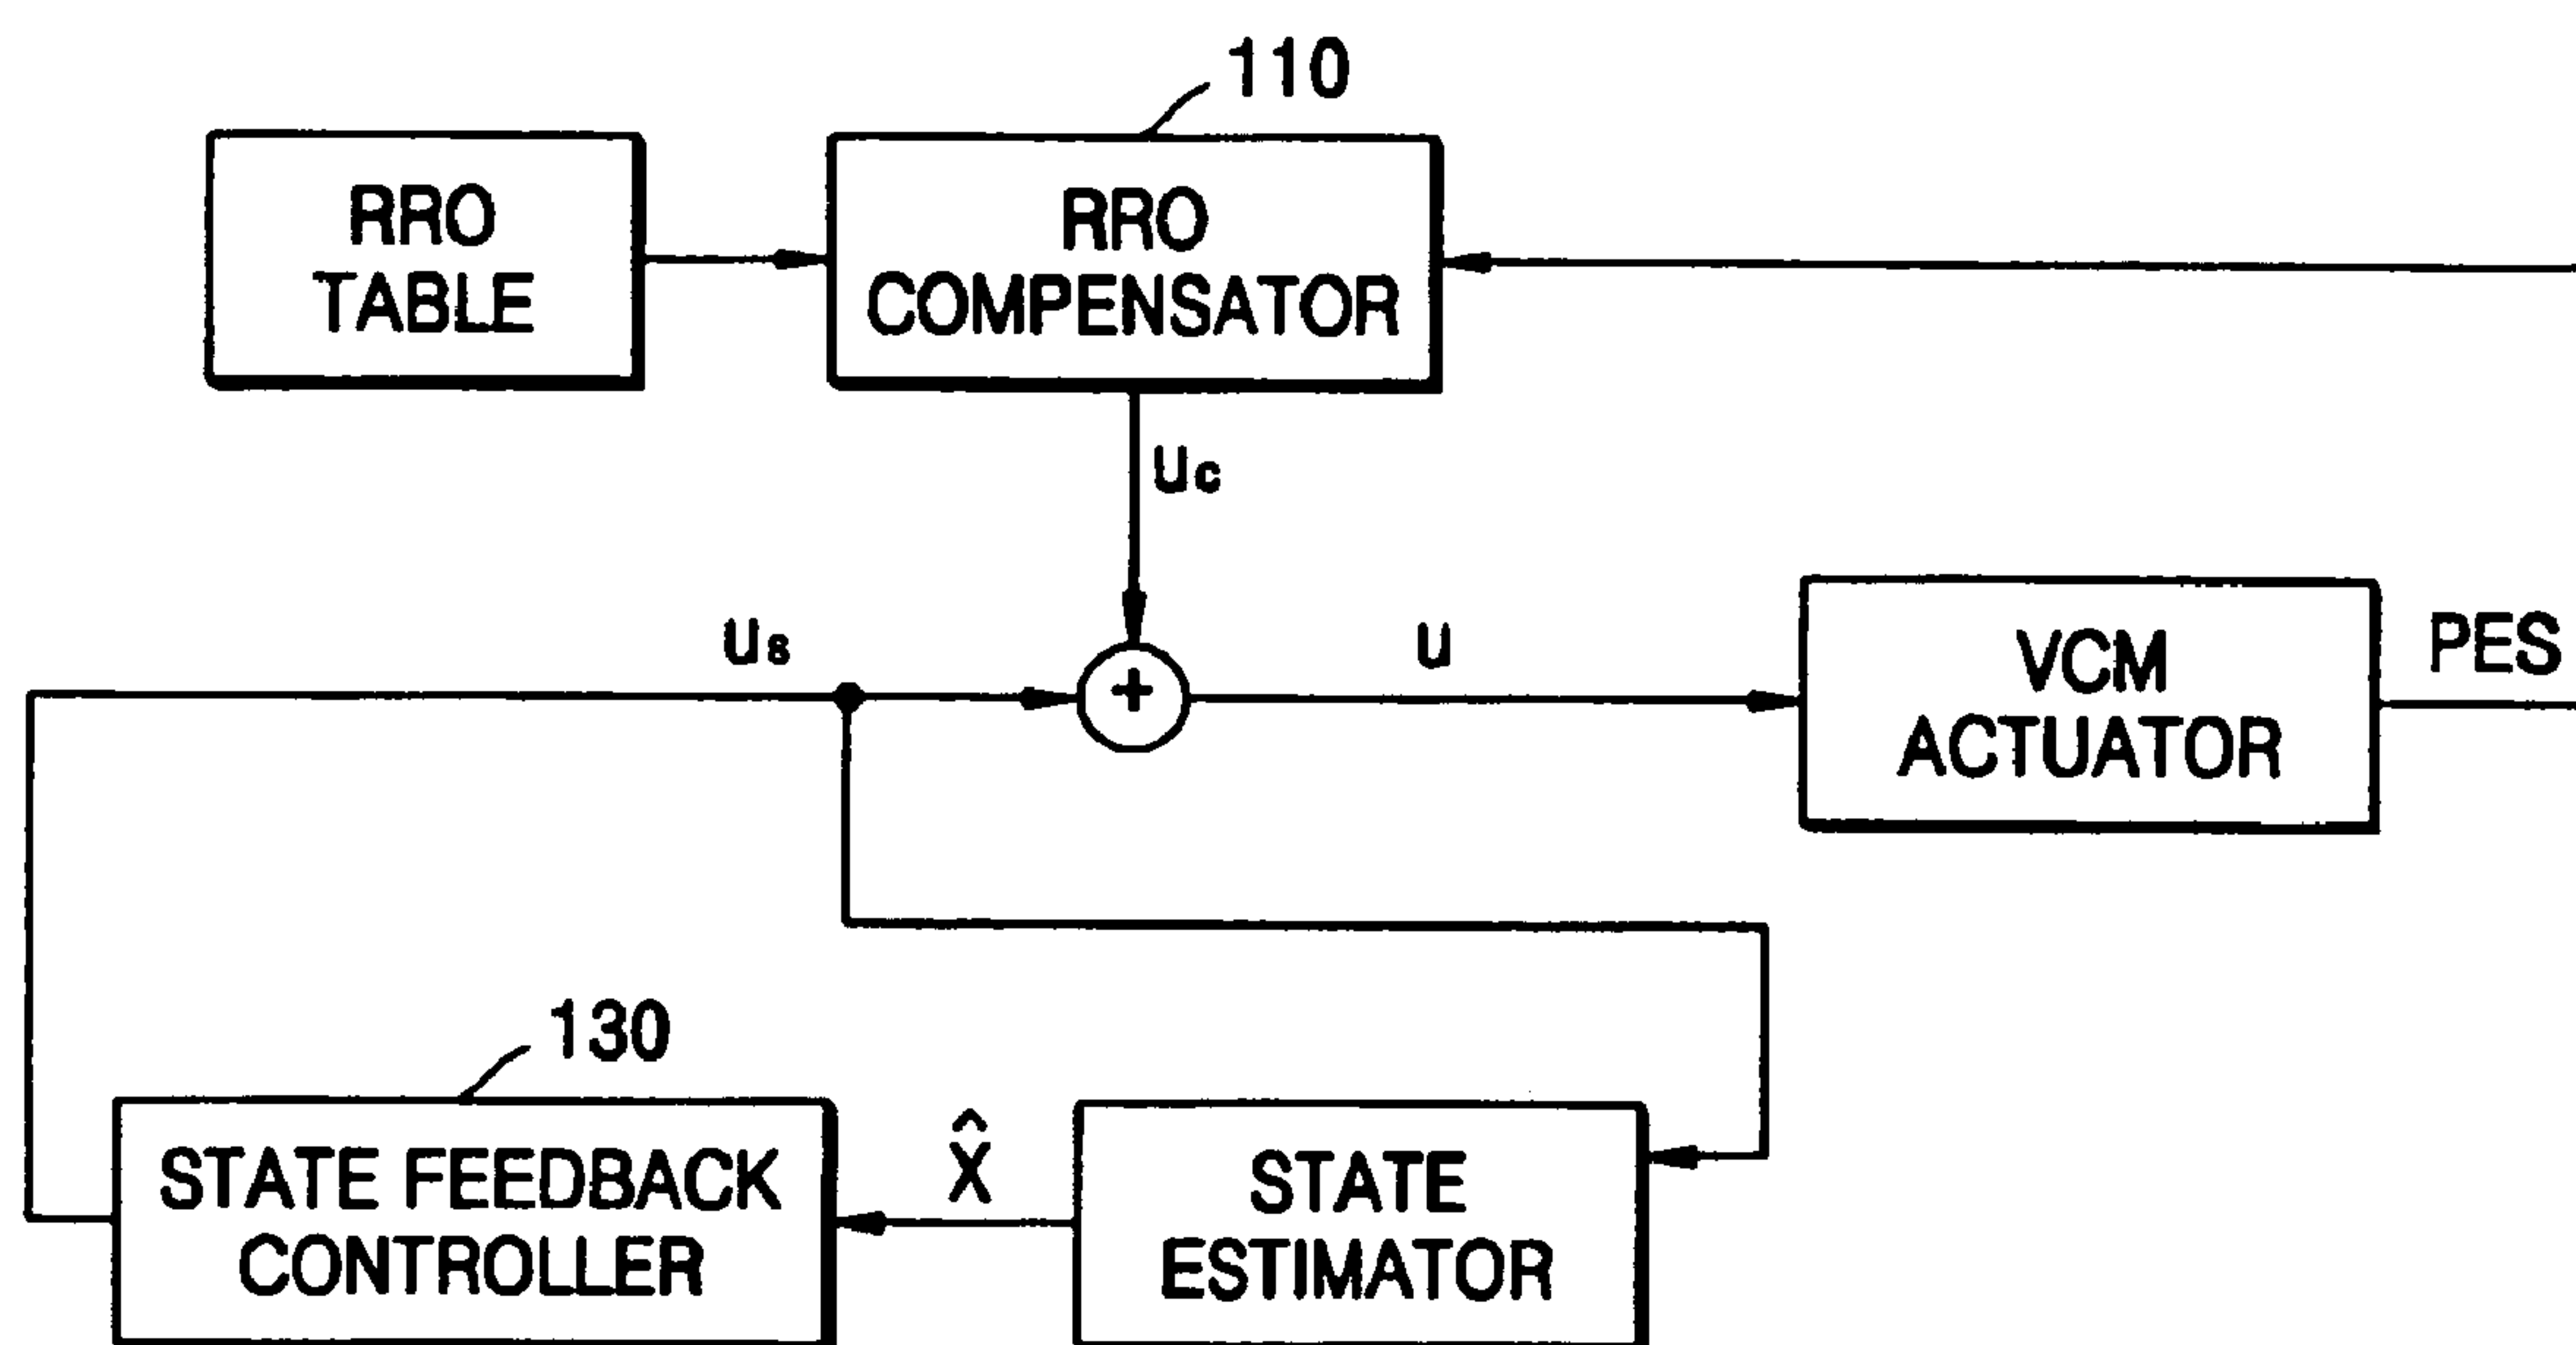 110
RRO
TABLE
RRO
COMPENSATOR
uc
us
+
u
VCM
ACTUATOR
PES
130
STATE FEEDBACK
CONTROLLER
X̂
STATE
ESTIMATOR